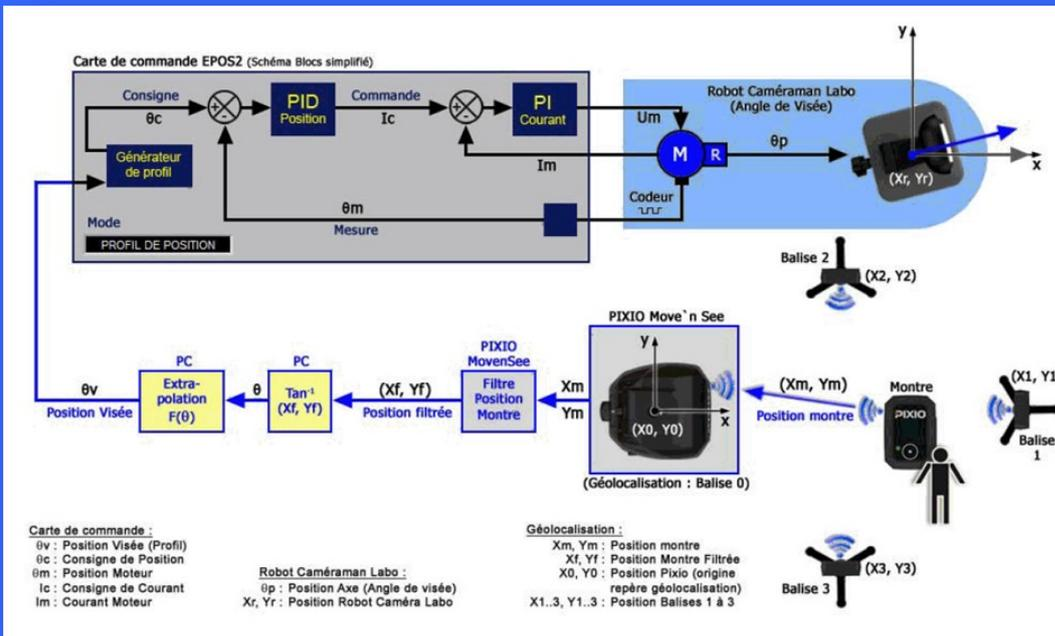 Carte de commande EPOS2 (Schéma Blocs simplifié)
Consigne
θc
PID
Position
Commande
Ic
PI
Courant
Um
Générateur
de profil
Im
θm
Mesure
Mode
PROFIL DE POSITION
Robot Caméraman Labo
(Angle de Visée)
M
R
θp
Codeur
y
x
(Xr, Yr)
Balise 2
(X2, Y2)
PIXIO Move`n See
y
x
(X0, Y0)
(Géolocalisation : Balise 0)
PC
Extra-
polation
F(θ)
θv
Position Visée
PC
Tan⁻¹
(Xf, Yf)
θ
(Xf, Yf)
Position filtrée
PIXIO
MovenSee
Filtre
Position
Montre
Xm
Ym
(Xm, Ym)
Position montre
Montre
PIXIO
(X1, Y1
Balise
1
Balise 3
(X3, Y3)
Carte de commande :
θv : Position Visée (Profil)
θc : Consigne de Position
θm : Position Moteur
Ic : Consigne de Courant
Im : Courant Moteur
Robot Caméraman Labo :
θp : Position Axe (Angle de visée)
Xr, Yr : Position Robot Caméra Labo
Géolocalisation :
Xm, Ym : Position montre
Xf, Yf : Position Montre Filtrée
X0, Y0 : Position Pixio (origine
repère géolocalisation)
X1..3, Y1..3 : Position Balises 1 à 3